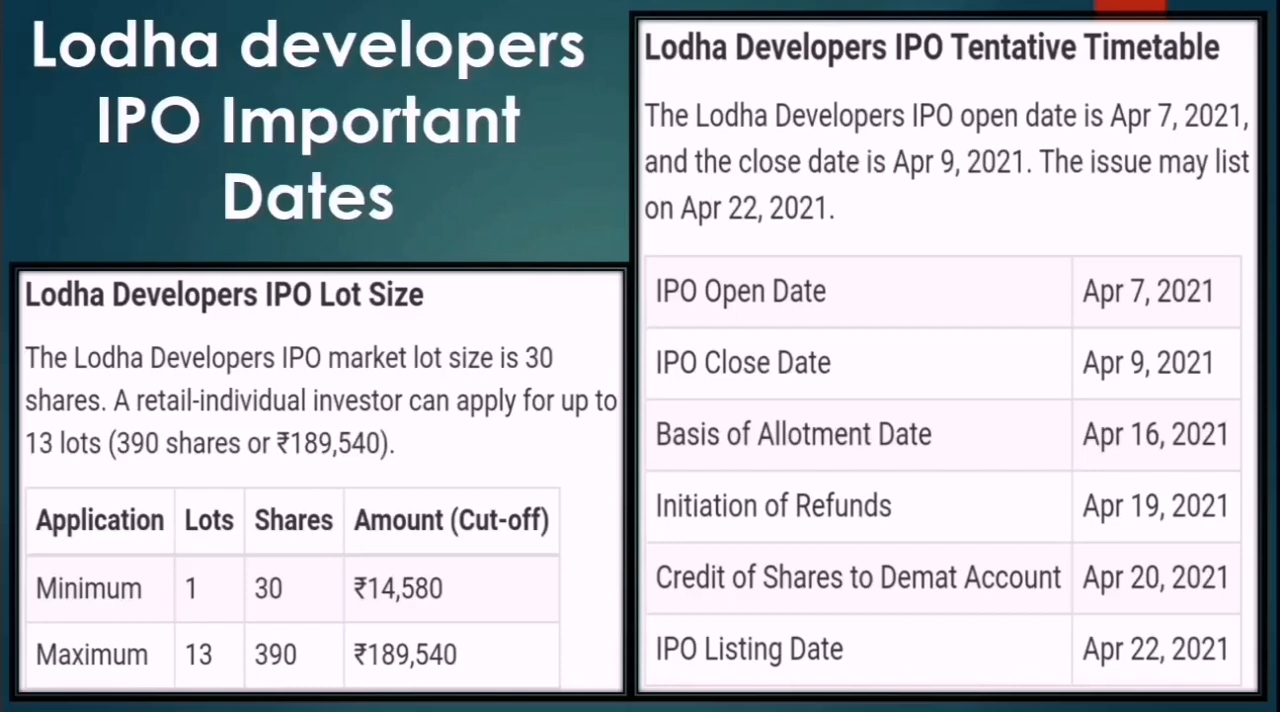 Lodha developers
IPO Important
Dates
Lodha Developers IPO Lot Size
The Lodha Developers IPO market lot size is 30
shares. A retail-individual investor can apply for up to
13 lots (390 shares or ₹189,540).
Application Lots Shares Amount (Cut-off)
Minimum 1 30 ₹14,580
Maximum 13 390 ₹189,540
Lodha Developers IPO Tentative Timetable
The Lodha Developers IPO open date is Apr 7, 2021,
and the close date is Apr 9, 2021. The issue may list
on Apr 22, 2021.
IPO Open Date Apr 7, 2021
IPO Close Date Apr 9, 2021
Basis of Allotment Date Apr 16, 2021
Initiation of Refunds Apr 19, 2021
Credit of Shares to Demat Account Apr 20, 2021
IPO Listing Date Apr 22, 2021